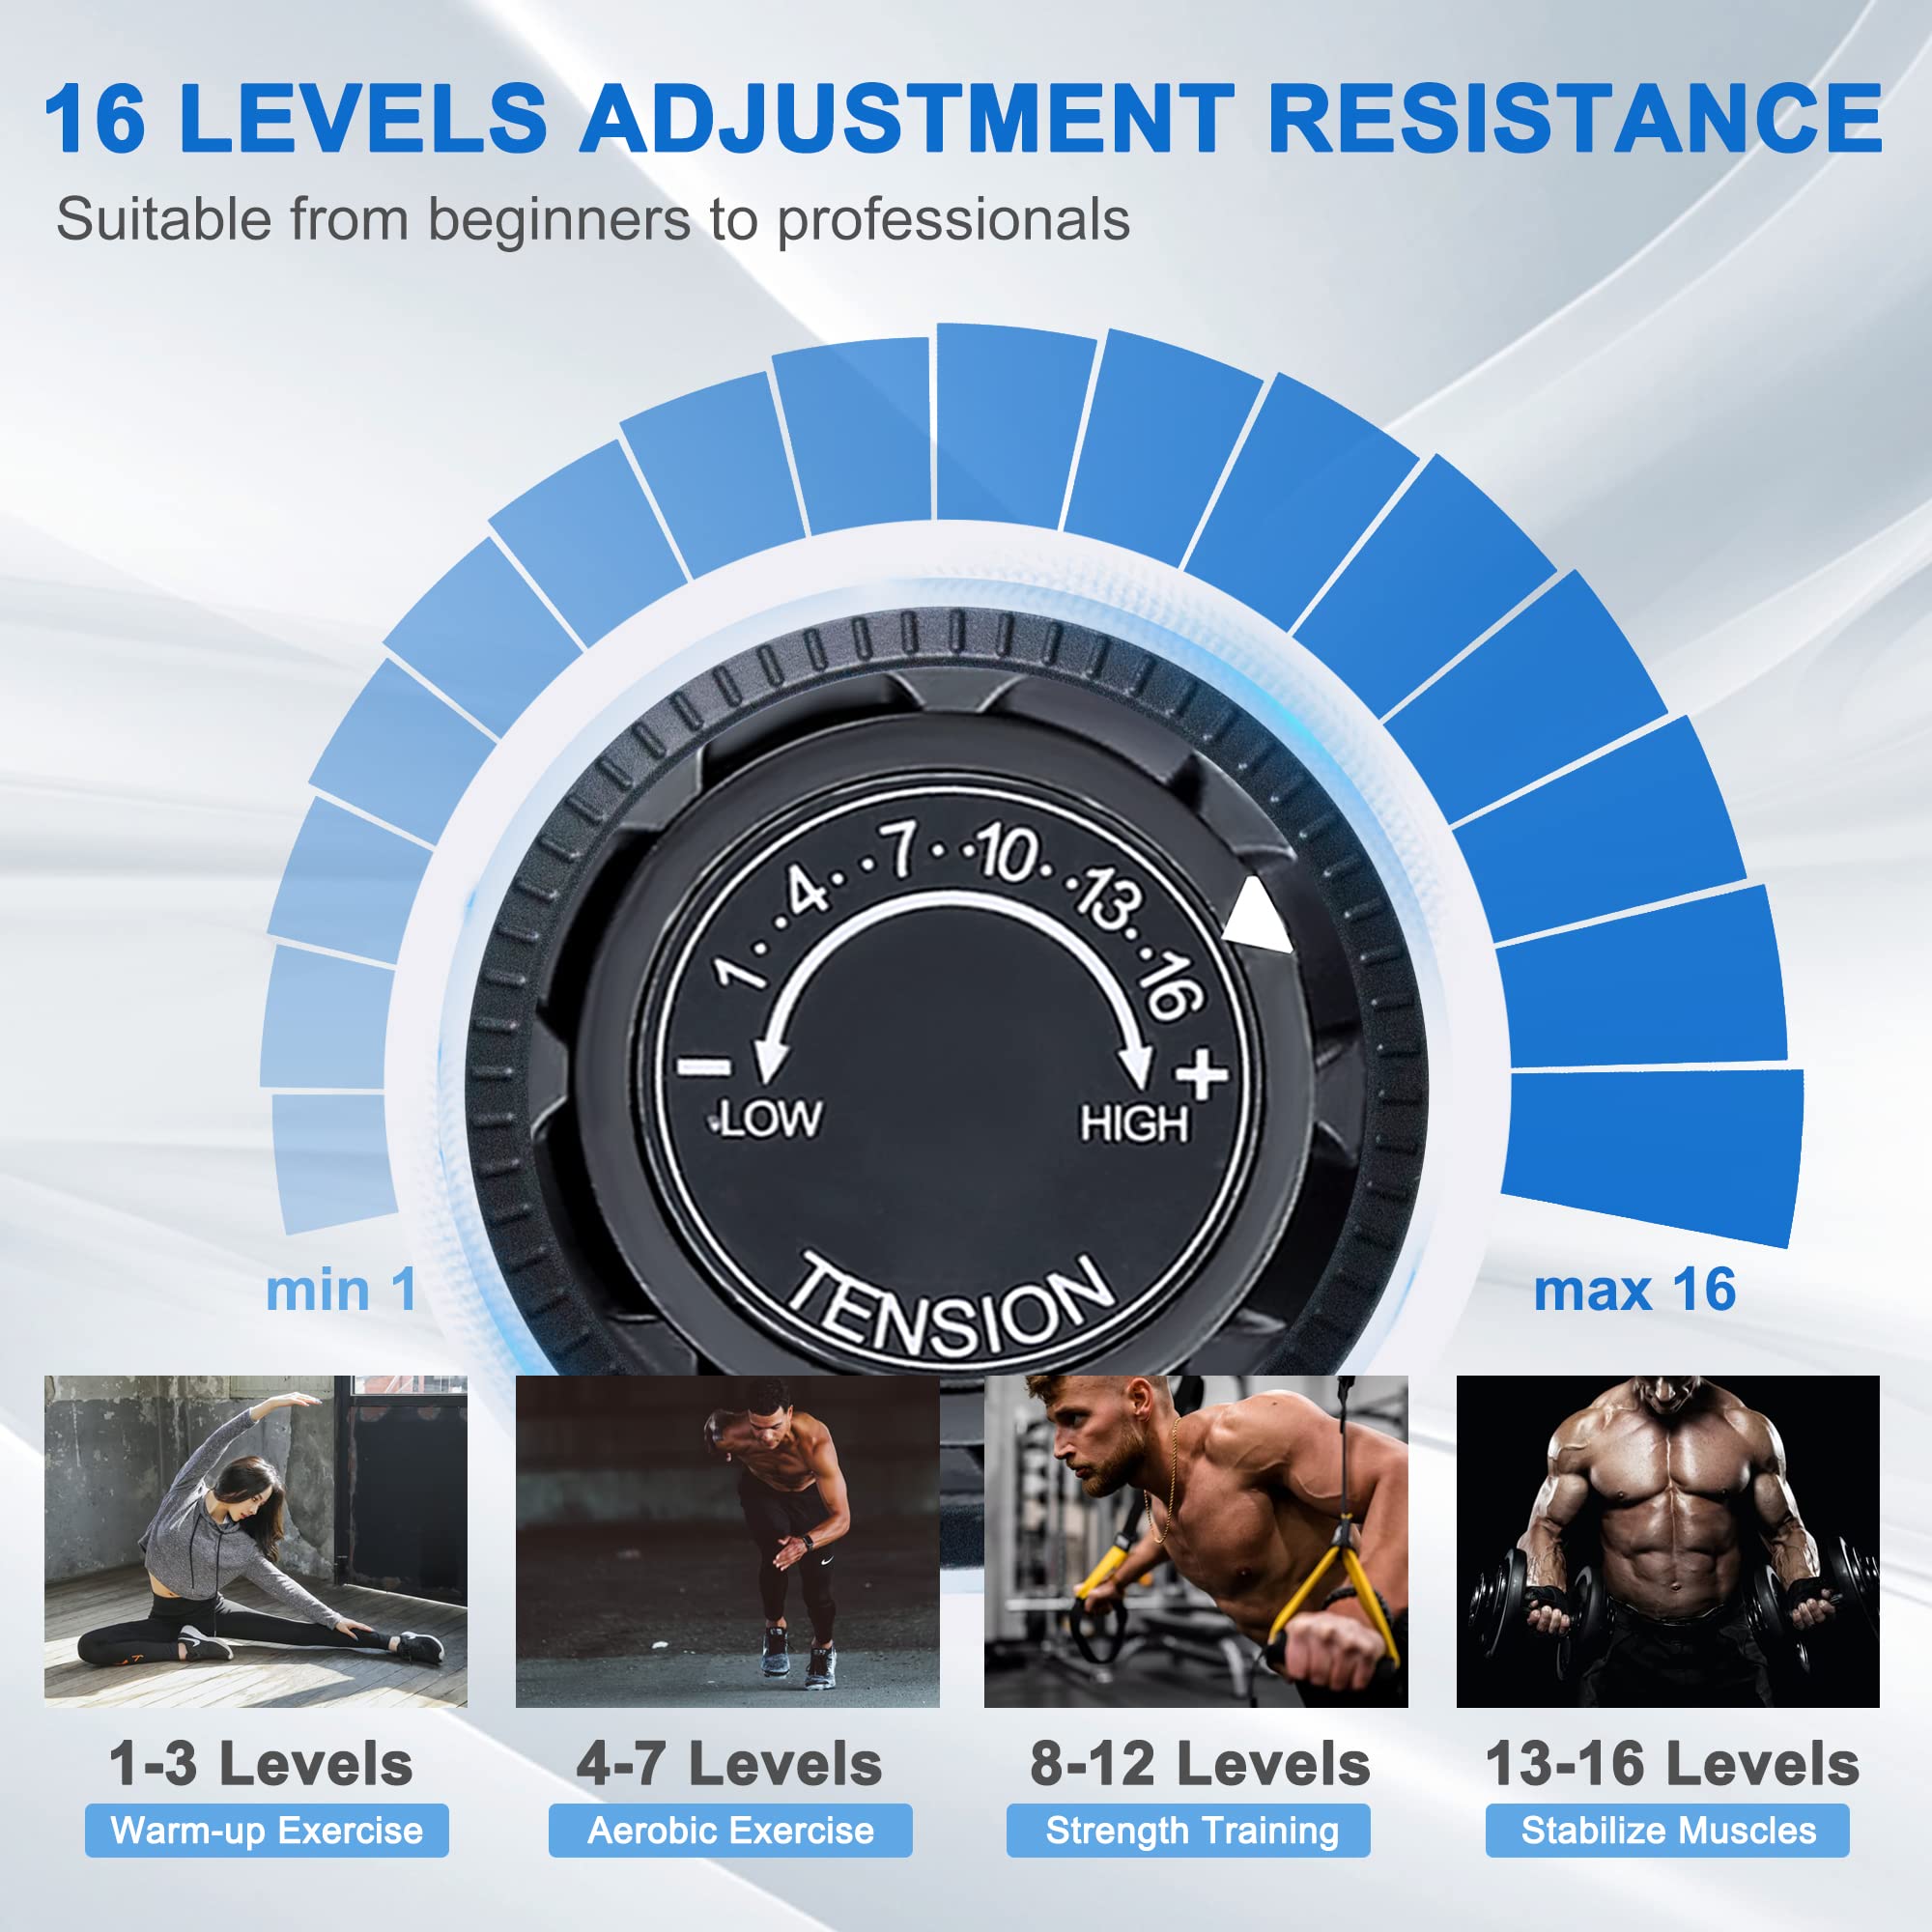 16 LEVELS ADJUSTMENT RESISTANCE
Suitable from beginners to professionals
1··4··7··10··13··16
− +
LOW HIGH
TENSION
min 1 max 16
1-3 Levels 4-7 Levels 8-12 Levels 13-16 Levels
Warm-up Exercise Aerobic Exercise Strength Training Stabilize Muscles